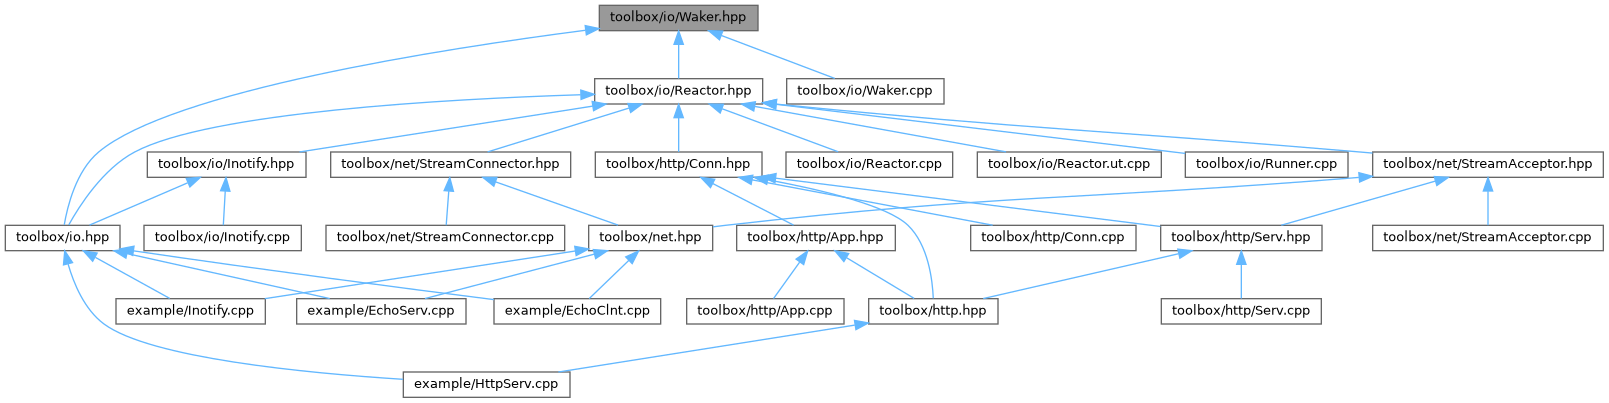 toolbox/io/Waker.hpp
toolbox/io/Reactor.hpp
toolbox/io/Waker.cpp
toolbox/io/Inotify.hpp
toolbox/net/StreamConnector.hpp
toolbox/http/Conn.hpp
toolbox/io/Reactor.cpp
toolbox/io/Reactor.ut.cpp
toolbox/io/Runner.cpp
toolbox/net/StreamAcceptor.hpp
toolbox/io.hpp
toolbox/io/Inotify.cpp
toolbox/net/StreamConnector.cpp
toolbox/net.hpp
toolbox/http/App.hpp
toolbox/http/Conn.cpp
toolbox/http/Serv.hpp
toolbox/net/StreamAcceptor.cpp
example/Inotify.cpp
example/EchoServ.cpp
example/EchoClnt.cpp
toolbox/http/App.cpp
toolbox/http.hpp
toolbox/http/Serv.cpp
example/HttpServ.cpp